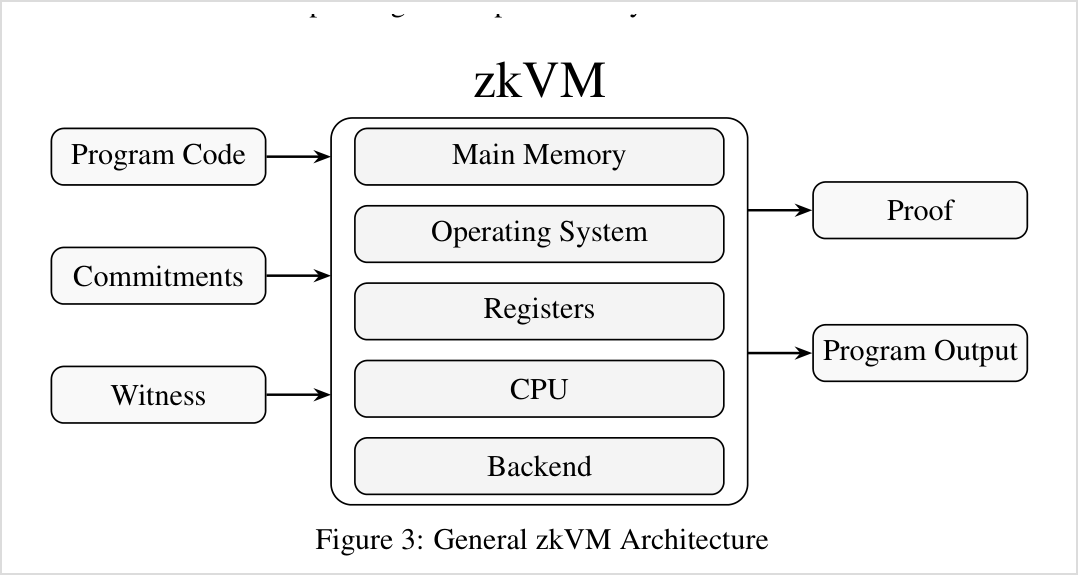 zkVM
Program Code
Commitments
Witness
Main Memory
Operating System
Registers
CPU
Backend
Proof
Program Output
Figure 3: General zkVM Architecture